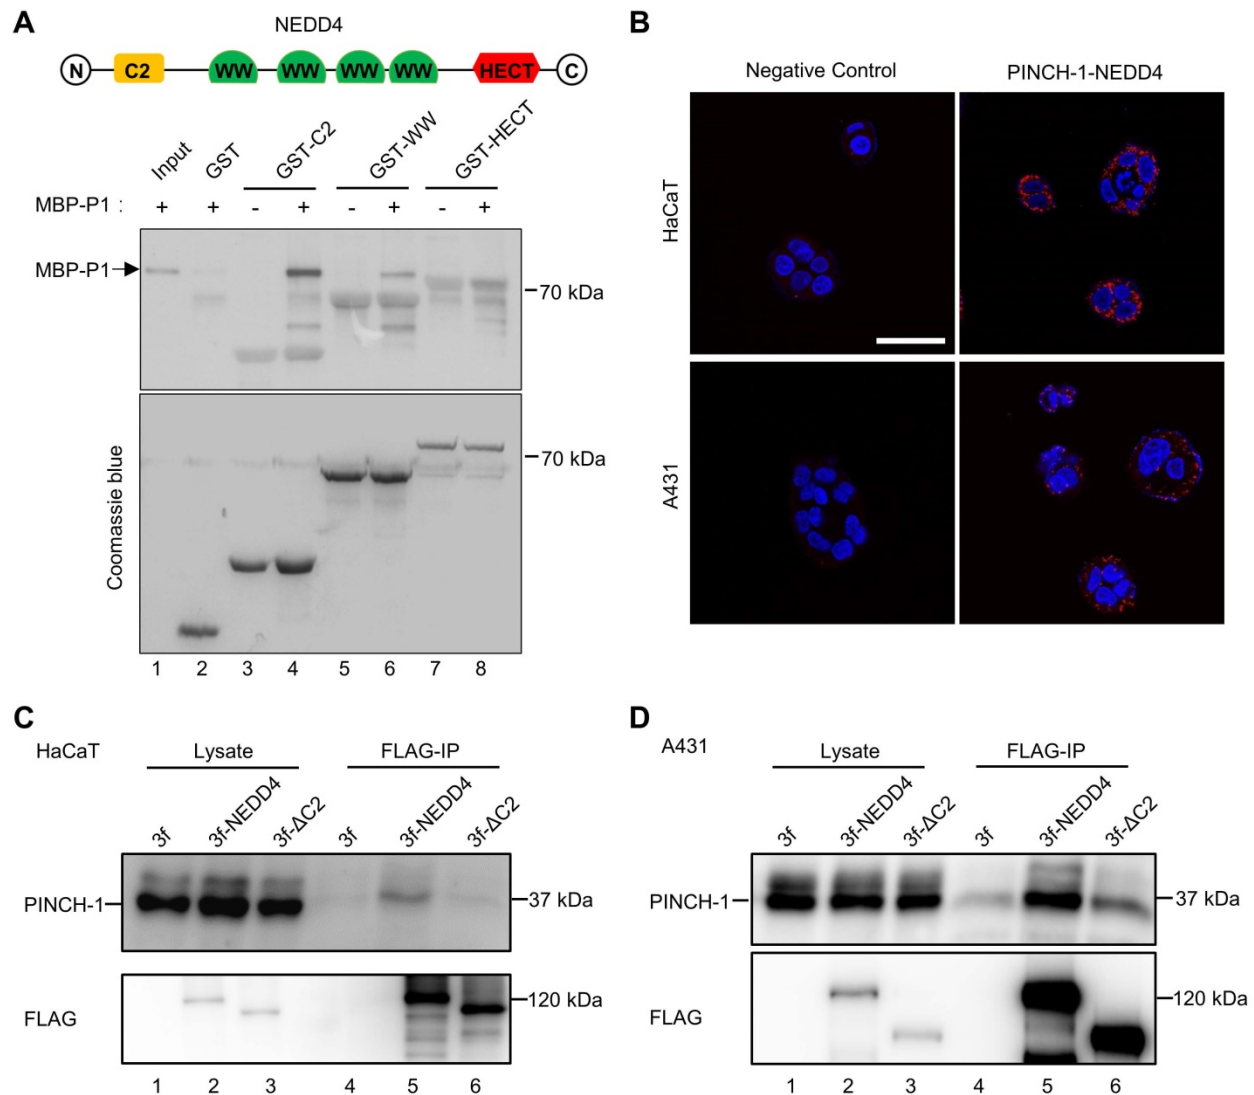 A
NEDD4
N C2 WW WW WW WW HECT C
Input GST GST-C2 GST-WW GST-HECT
MBP-P1 : + + - + - + - +
MBP-P1
70 kDa
Coomassie blue
70 kDa
1 2 3 4 5 6 7 8
B
Negative Control PINCH-1-NEDD4
HaCaT
A431
C
HaCaT Lysate FLAG-IP
3f 3f-NEDD4 3f-ΔC2 3f 3f-NEDD4 3f-ΔC2
PINCH-1 37 kDa
FLAG 120 kDa
1 2 3 4 5 6
D
A431 Lysate FLAG-IP
3f 3f-NEDD4 3f-ΔC2 3f 3f-NEDD4 3f-ΔC2
PINCH-1 37 kDa
FLAG 120 kDa
1 2 3 4 5 6